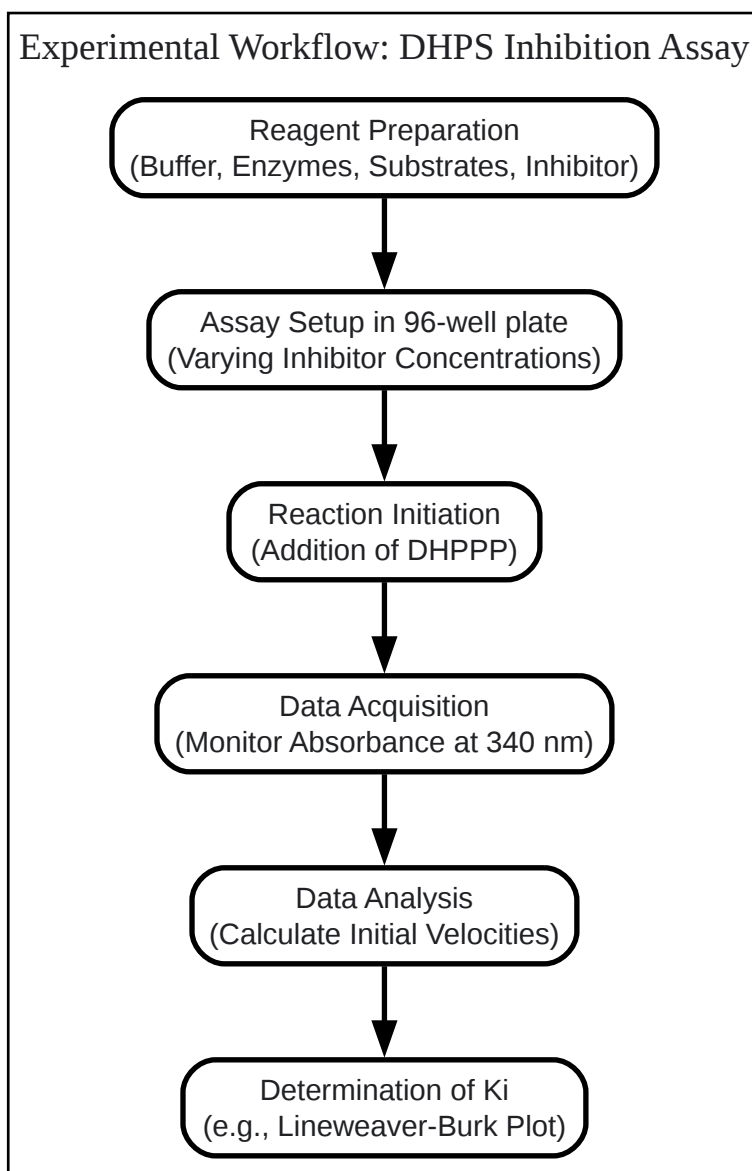 Experimental Workflow: DHPS Inhibition Assay
Reagent Preparation
(Buffer, Enzymes, Substrates, Inhibitor)
Assay Setup in 96-well plate
(Varying Inhibitor Concentrations)
Reaction Initiation
(Addition of DHPPP)
Data Acquisition
(Monitor Absorbance at 340 nm)
Data Analysis
(Calculate Initial Velocities)
Determination of Ki
(e.g., Lineweaver-Burk Plot)